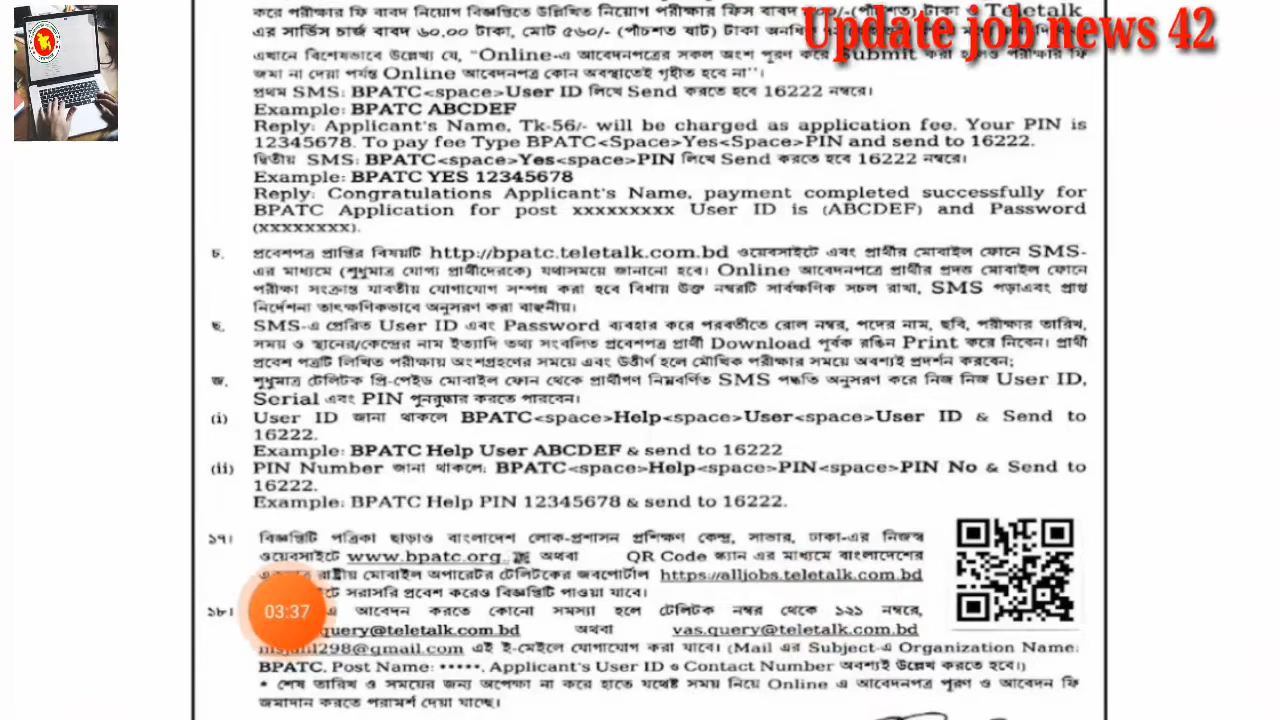 Update job news 42
করে পরীক্ষার ফি বাবদ নিয়োগ বিজ্ঞপ্তিতে উল্লিখিত নিয়োগ পরীক্ষার ফিস বাবদ (পাঁচশত) টাকা ও Teletalk
এর সার্ভিস চার্জ বাবদ ৬০.০০ টাকা, মোট ৫৬০/- (পাঁচশত ষাট) টাকা
এখানে বিশেষভাবে উল্লেখ্য যে, "Online-এ আবেদনপত্রের সকল অংশ পূরণ করে Submit করা হলেও পরীক্ষার ফি
জমা না দেয়া পর্যন্ত Online আবেদনপত্র কোন অবস্থাতেই গৃহীত হবে না"।
প্রথম SMS: BPATC<space>User ID লিখে Send করতে হবে 16222 নম্বরে।
Example: BPATC ABCDEF
Reply: Applicant's Name, Tk-56/- will be charged as application fee. Your PIN is
12345678. To pay fee Type BPATC<Space>Yes<Space>PIN and send to 16222.
দ্বিতীয় SMS: BPATC<space>Yes<space>PIN লিখে Send করতে হবে 16222 নম্বরে।
Example: BPATC YES 12345678
Reply: Congratulations Applicant's Name, payment completed successfully for
BPATC Application for post xxxxxxxxx User ID is (ABCDEF) and Password
(xxxxxxxx).
চ. প্রবেশপত্র প্রাপ্তির বিষয়টি http://bpatc.teletalk.com.bd ওয়েবসাইটে এবং প্রার্থীর মোবাইল ফোনে SMS-
এর মাধ্যমে (শুধুমাত্র যোগ্য প্রার্থীদেরকে) যথাসময়ে জানানো হবে। Online আবেদনপত্রে প্রার্থীর প্রদত্ত মোবাইল ফোনে
পরীক্ষা সংক্রান্ত যাবতীয় যোগাযোগ সম্পন্ন করা হবে বিধায় উক্ত নম্বরটি সার্বক্ষণিক সচল রাখা, SMS পড়াএবং প্রাপ্ত
নির্দেশনা তাৎক্ষণিকভাবে অনুসরণ করা বাঞ্ছনীয়।
ছ. SMS-এ প্রেরিত User ID এবং Password ব্যবহার করে পরবর্তীতে রোল নম্বর, পদের নাম, ছবি, পরীক্ষার তারিখ,
সময় ও স্থানের/কেন্দ্রের নাম ইত্যাদি তথ্য সংবলিত প্রবেশপত্র প্রার্থী Download পূর্বক রঙিন Print করে নিবেন। প্রার্থী
প্রবেশ পত্রটি লিখিত পরীক্ষায় অংশগ্রহণের সময়ে এবং উত্তীর্ণ হলে মৌখিক পরীক্ষার সময়ে অবশ্যই প্রদর্শন করবেন;
জ. শুধুমাত্র টেলিটক প্রি-পেইড মোবাইল ফোন থেকে প্রার্থীগণ নিম্নবর্ণিত SMS পদ্ধতি অনুসরণ করে নিজ নিজ User ID,
Serial এবং PIN পুনরুদ্ধার করতে পারবেন।
(i) User ID জানা থাকলে BPATC<space>Help<space>User<space>User ID & Send to
16222.
Example: BPATC Help User ABCDEF & send to 16222
(ii) PIN Number জানা থাকলে: BPATC<space>Help<space>PIN<space>PIN No & Send to
16222.
Example: BPATC Help PIN 12345678 & send to 16222.
১৭। বিজ্ঞপ্তিটি পত্রিকা ছাড়াও বাংলাদেশ লোক-প্রশাসন প্রশিক্ষণ কেন্দ্র, সাভার, ঢাকা-এর নিজস্ব
ওয়েবসাইটে www.bpatc.org. অথবা QR Code স্ক্যান এর মাধ্যমে বাংলাদেশের
রাষ্ট্রীয় মোবাইল অপারেটর টেলিটকের জবপোর্টাল https://alljobs.teletalk.com.bd
সরাসরি প্রবেশ করেও বিজ্ঞপ্তিটি পাওয়া যাবে।
১৮। এ আবেদন করতে কোনো সমস্যা হলে টেলিটক নম্বর থেকে ১২১ নম্বরে,
03:37
query@teletalk.com.bd অথবা vas.query@teletalk.com.bd
298@gmail.com এই ই-মেইলে যোগাযোগ করা যাবে। (Mail এর Subject-এ Organization Name:
BPATC, Post Name: *****, Applicant's User ID ও Contact Number অবশ্যই উল্লেখ করতে হবে।)
* শেষ তারিখ ও সময়ের জন্য অপেক্ষা না করে হাতে যথেষ্ট সময় নিয়ে Online এ আবেদনপত্র পূরণ ও আবেদন ফি
জমাদান করতে পরামর্শ দেয়া যাচ্ছে।